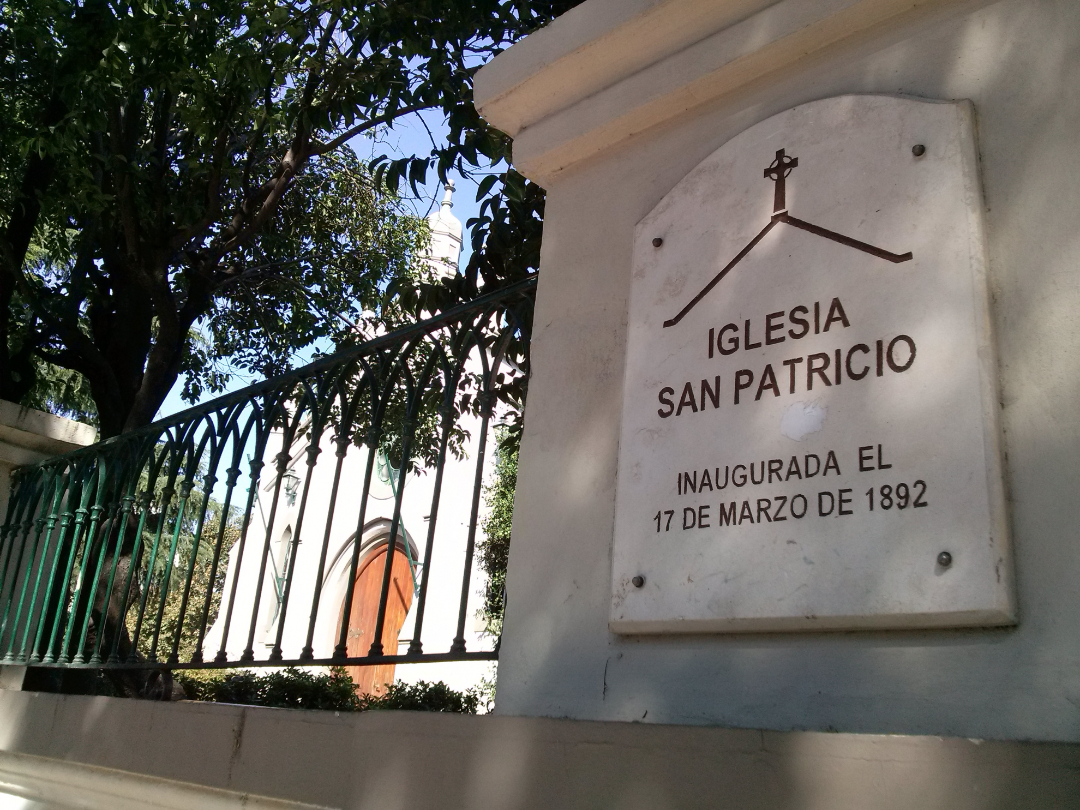 IGLESIA
SAN PATRICIO
INAUGURADA EL
17 DE MARZO DE 1892